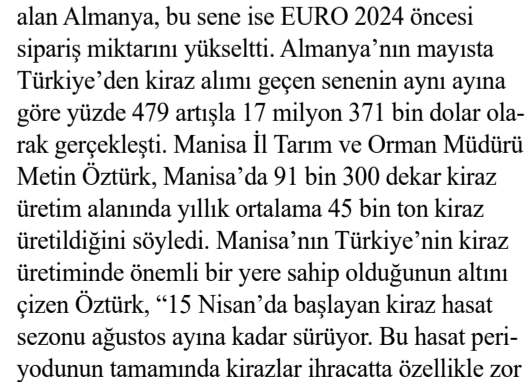 alan Almanya, bu sene ise EURO 2024 öncesi
sipariş miktarını yükseltti. Almanya’nın mayısta
Türkiye’den kiraz alımı geçen senenin aynı ayına
göre yüzde 479 artışla 17 milyon 371 bin dolar ola-
rak gerçekleşti. Manisa İl Tarım ve Orman Müdürü
Metin Öztürk, Manisa’da 91 bin 300 dekar kiraz
üretim alanında yıllık ortalama 45 bin ton kiraz
üretildiğini söyledi. Manisa’nın Türkiye’nin kiraz
üretiminde önemli bir yere sahip olduğunun altını
çizen Öztürk, “15 Nisan’da başlayan kiraz hasat
sezonu ağustos ayına kadar sürüyor. Bu hasat peri-
yodunun tamamında kirazlar ihracatta özellikle zor